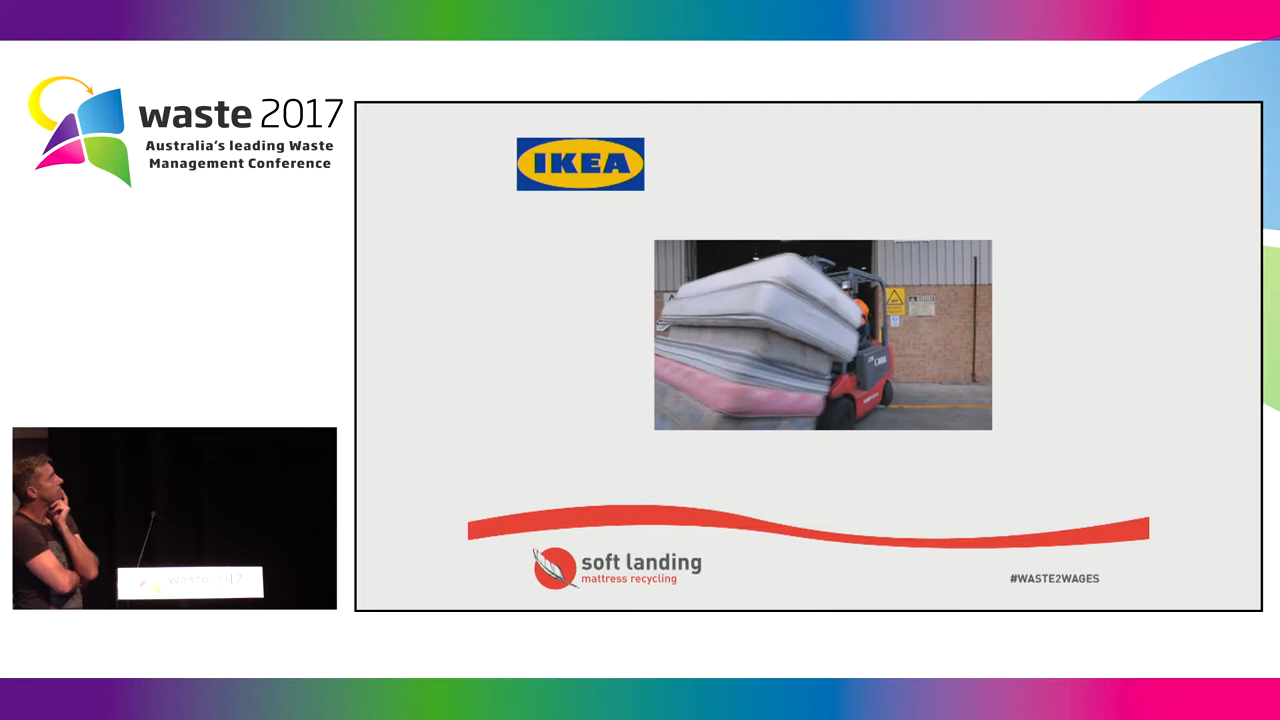 waste 2017
Australia's leading Waste
Management Conference
IKEA
soft landing
mattress recycling
#WASTE2WAGES
waste 2017